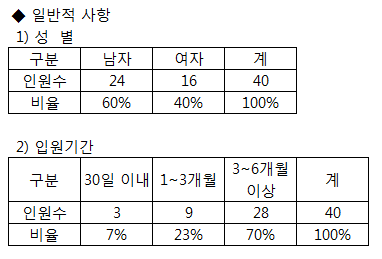 ◆ 일반적 사항
1) 성 별
구분 남자 여자 계
인원수 24 16 40
비율 60% 40% 100%
2) 입원기간
구분 30일 이내 1~3개월 3~6개월 이상 계
인원수 3 9 28 40
비율 7% 23% 70% 100%